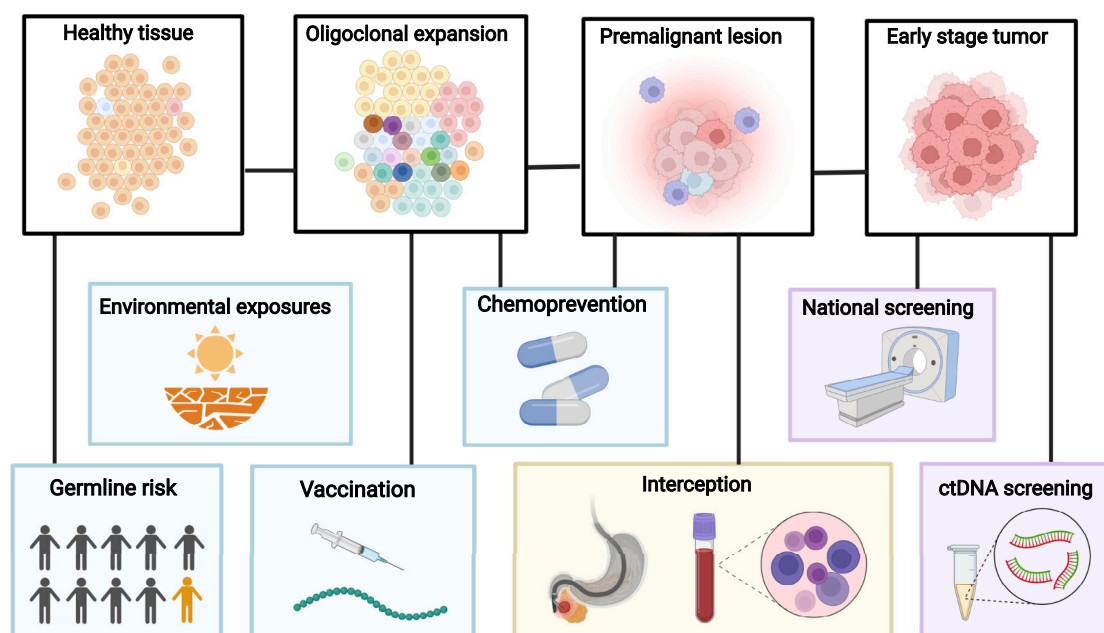 Healthy tissue
Oligoclonal expansion
Premalignant lesion
Early stage tumor
Environmental exposures
Chemoprevention
National screening
Germline risk
Vaccination
Interception
ctDNA screening